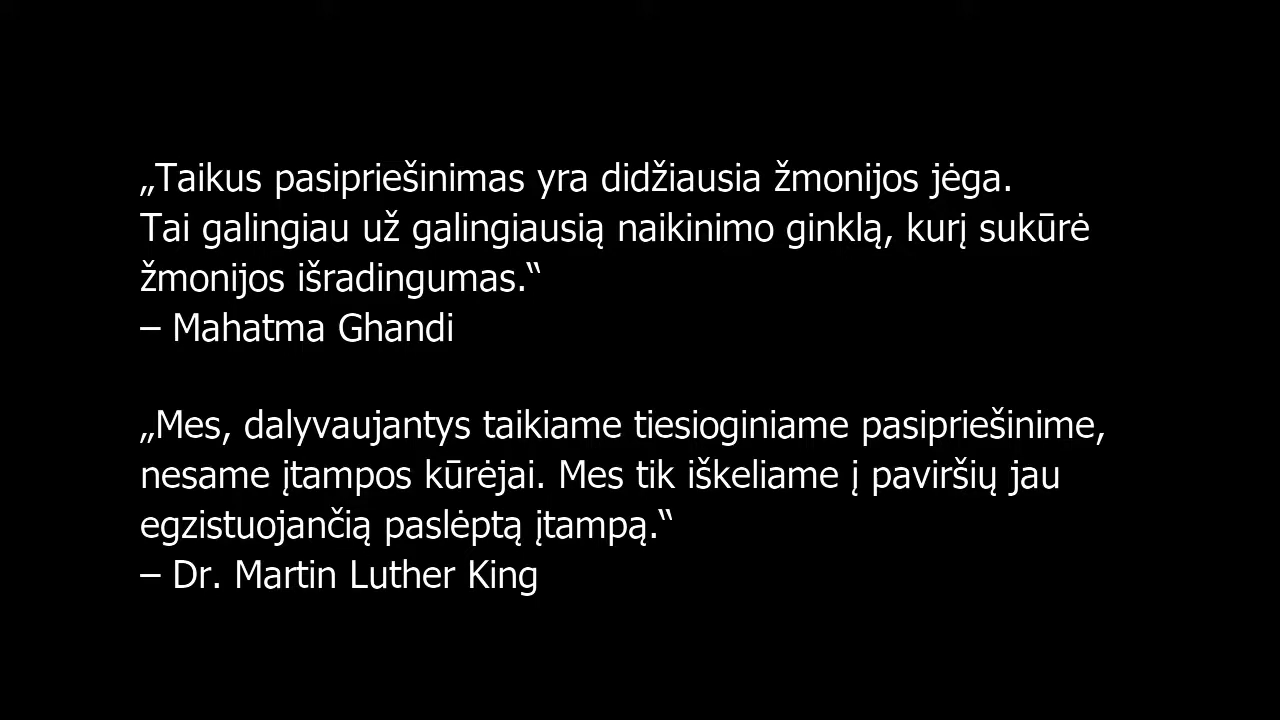 „Taikus pasipriešinimas yra didžiausia žmonijos jėga.
Tai galingiau už galingiausią naikinimo ginklą, kurį sukūrė
žmonijos išradingumas.“
– Mahatma Ghandi
„Mes, dalyvaujantys taikiame tiesioginiame pasipriešinime,
nesame įtampos kūrėjai. Mes tik iškeliame į paviršių jau
egzistuojančią paslėptą įtampą.“
– Dr. Martin Luther King